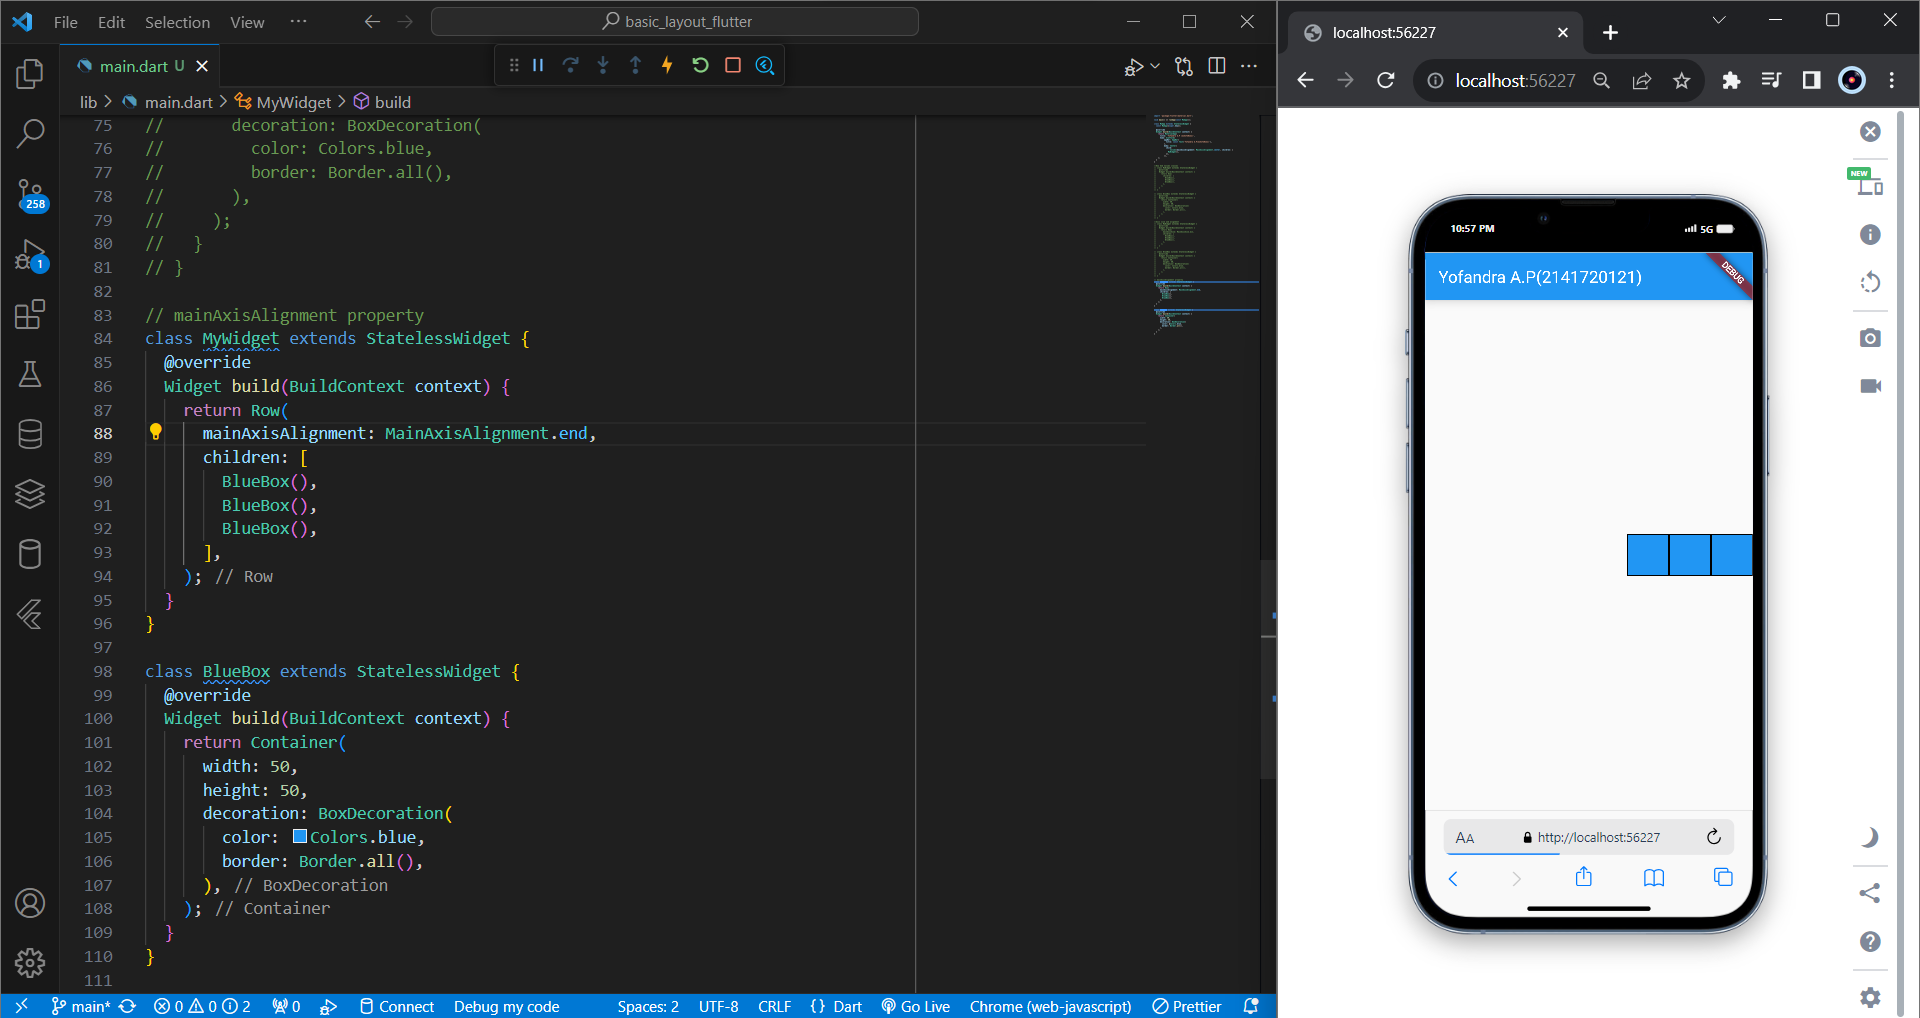 File Edit Selection View ··· basic_layout_flutter
main.dart U
lib > main.dart > MyWidget > build
75 // decoration: BoxDecoration(
76 // color: Colors.blue,
77 // border: Border.all(),
78 // ),
79 // );
80 // }
81 // }
82
83 // mainAxisAlignment property
84 class MyWidget extends StatelessWidget {
85 @override
86 Widget build(BuildContext context) {
87 return Row(
88 mainAxisAlignment: MainAxisAlignment.end,
89 children: [
90 BlueBox(),
91 BlueBox(),
92 BlueBox(),
93 ],
94 ); // Row
95 }
96 }
97
98 class BlueBox extends StatelessWidget {
99 @override
100 Widget build(BuildContext context) {
101 return Container(
102 width: 50,
103 height: 50,
104 decoration: BoxDecoration(
105 color: Colors.blue,
106 border: Border.all(),
107 ), // BoxDecoration
108 ); // Container
109 }
110 }
111
258
1
main* 0 0 2 0 Connect Debug my code Spaces: 2 UTF-8 CRLF {} Dart Go Live Chrome (web-javascript) Prettier
localhost:56227
localhost:56227
NEW
10:57 PM 5G
Yofandra A.P(2141720121)
DEBUG
AA http://localhost:56227